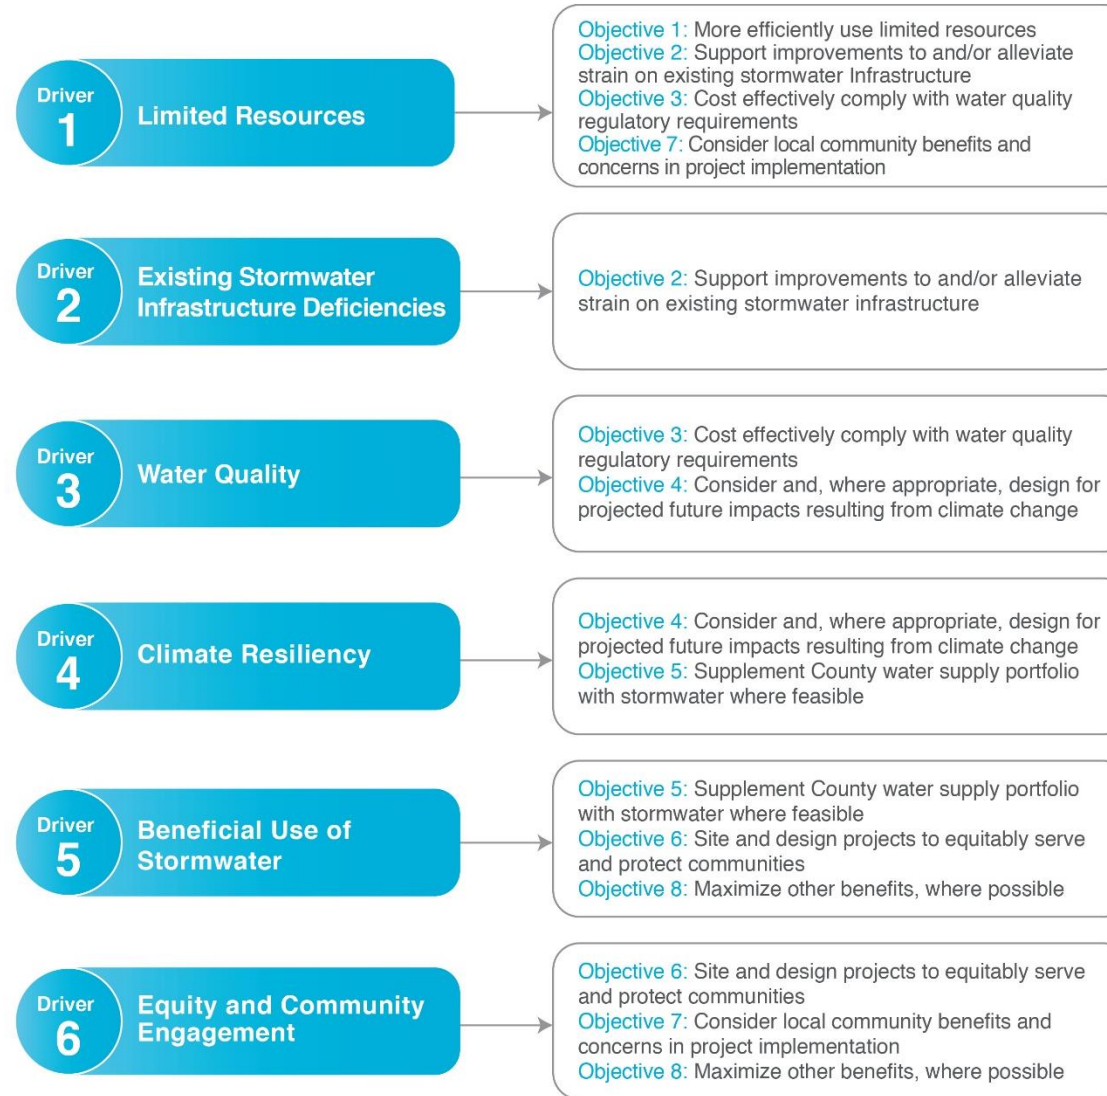 Driver
1
Limited Resources
Objective 1: More efficiently use limited resources
Objective 2: Support improvements to and/or alleviate
strain on existing stormwater Infrastructure
Objective 3: Cost effectively comply with water quality
regulatory requirements
Objective 7: Consider local community benefits and
concerns in project implementation
Driver
2
Existing Stormwater
Infrastructure Deficiencies
Objective 2: Support improvements to and/or alleviate
strain on existing stormwater infrastructure
Driver
3
Water Quality
Objective 3: Cost effectively comply with water quality
regulatory requirements
Objective 4: Consider and, where appropriate, design for
projected future impacts resulting from climate change
Driver
4
Climate Resiliency
Objective 4: Consider and, where appropriate, design for
projected future impacts resulting from climate change
Objective 5: Supplement County water supply portfolio
with stormwater where feasible
Driver
5
Beneficial Use of
Stormwater
Objective 5: Supplement County water supply portfolio
with stormwater where feasible
Objective 6: Site and design projects to equitably serve
and protect communities
Objective 8: Maximize other benefits, where possible
Driver
6
Equity and Community
Engagement
Objective 6: Site and design projects to equitably serve
and protect communities
Objective 7: Consider local community benefits and
concerns in project implementation
Objective 8: Maximize other benefits, where possible